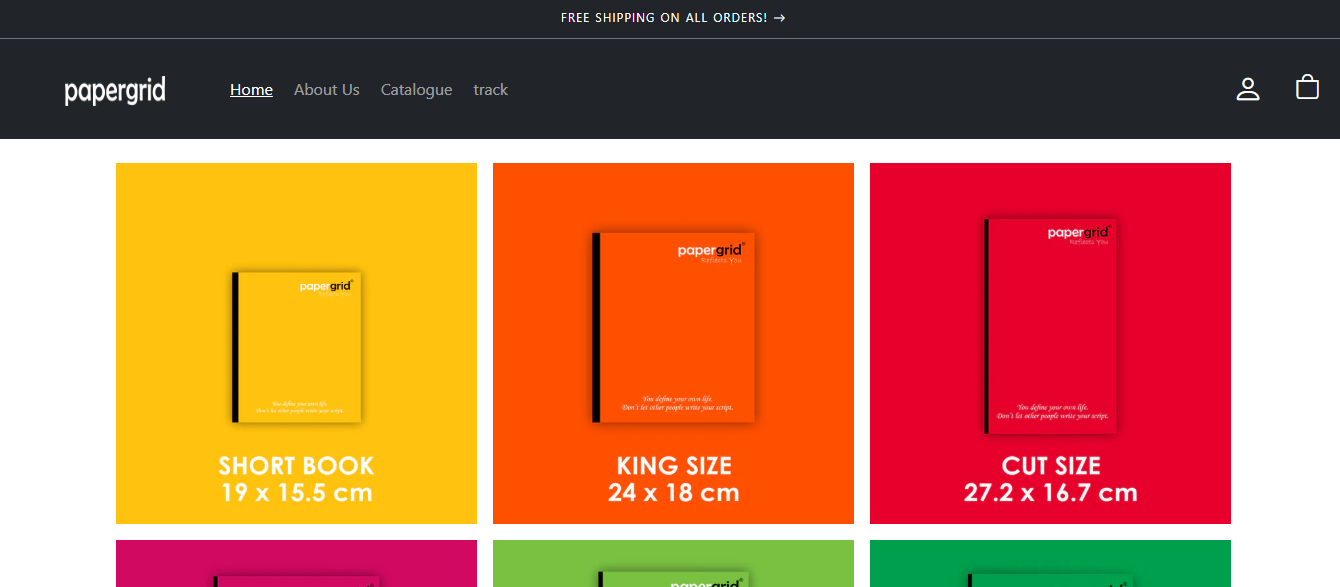 FREE SHIPPING ON ALL ORDERS! →
papergrid
Home About Us Catalogue track
papergrid®
Reflects You
You define your own life.
Don't let other people write your script.
SHORT BOOK
19 x 15.5 cm
papergrid®
Reflects You
You define your own life.
Don't let other people write your script.
KING SIZE
24 x 18 cm
papergrid®
Reflects You
You define your own life.
Don't let other people write your script.
CUT SIZE
27.2 x 16.7 cm
papergrid®